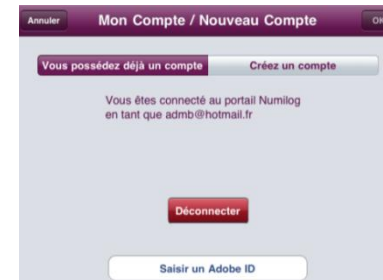 Annuler
Mon Compte / Nouveau Compte
OK
Vous possédez déjà un compte
Créez un compte
Vous êtes connecté au portail Numilog
en tant que admb@hotmail.fr
Déconnecter
Saisir un Adobe ID